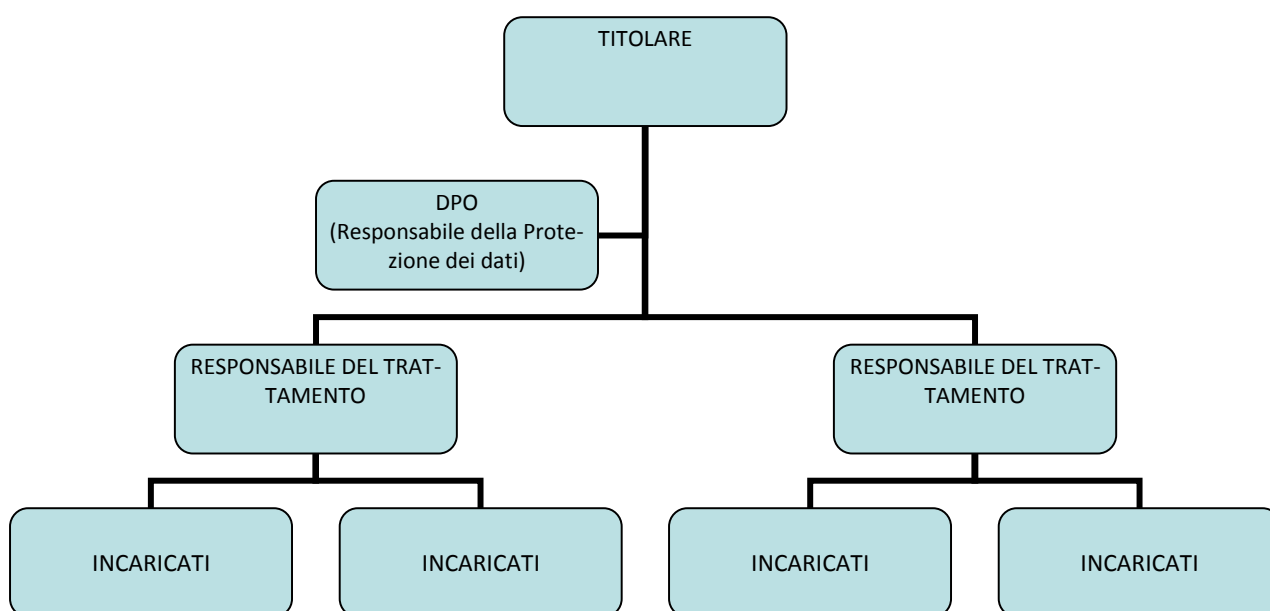 TITOLARE
DPO
(Responsabile della Prote-
zione dei dati)
RESPONSABILE DEL TRAT-
TAMENTO
RESPONSABILE DEL TRAT-
TAMENTO
INCARICATI
INCARICATI
INCARICATI
INCARICATI